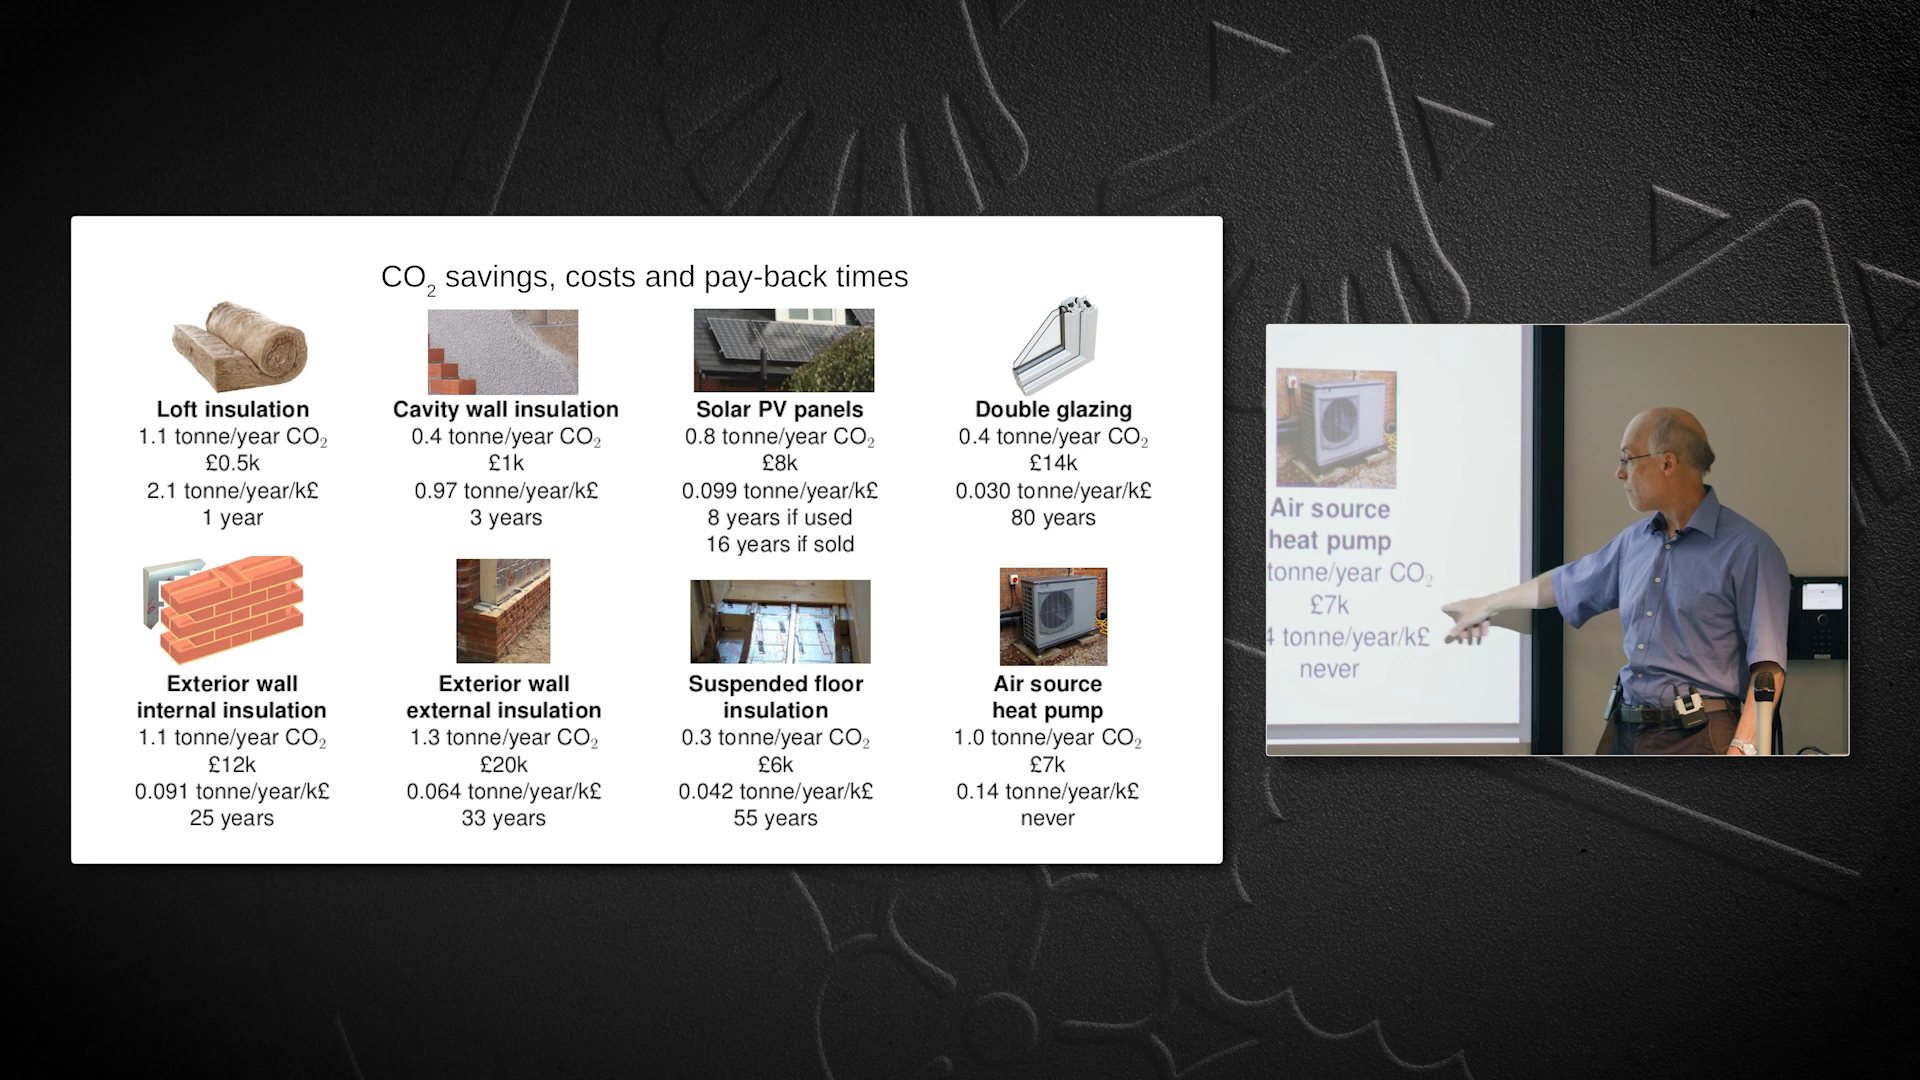 CO₂ savings, costs and pay-back times
Loft insulation
1.1 tonne/year CO₂
£0.5k
2.1 tonne/year/k£
1 year
Cavity wall insulation
0.4 tonne/year CO₂
£1k
0.97 tonne/year/k£
3 years
Solar PV panels
0.8 tonne/year CO₂
£8k
0.099 tonne/year/k£
8 years if used
16 years if sold
Double glazing
0.4 tonne/year CO₂
£14k
0.030 tonne/year/k£
80 years
Exterior wall
internal insulation
1.1 tonne/year CO₂
£12k
0.091 tonne/year/k£
25 years
Exterior wall
external insulation
1.3 tonne/year CO₂
£20k
0.064 tonne/year/k£
33 years
Suspended floor
insulation
0.3 tonne/year CO₂
£6k
0.042 tonne/year/k£
55 years
Air source
heat pump
1.0 tonne/year CO₂
£7k
0.14 tonne/year/k£
never
Air source
heat pump
tonne/year CO₂
£7k
4 tonne/year/k£
never